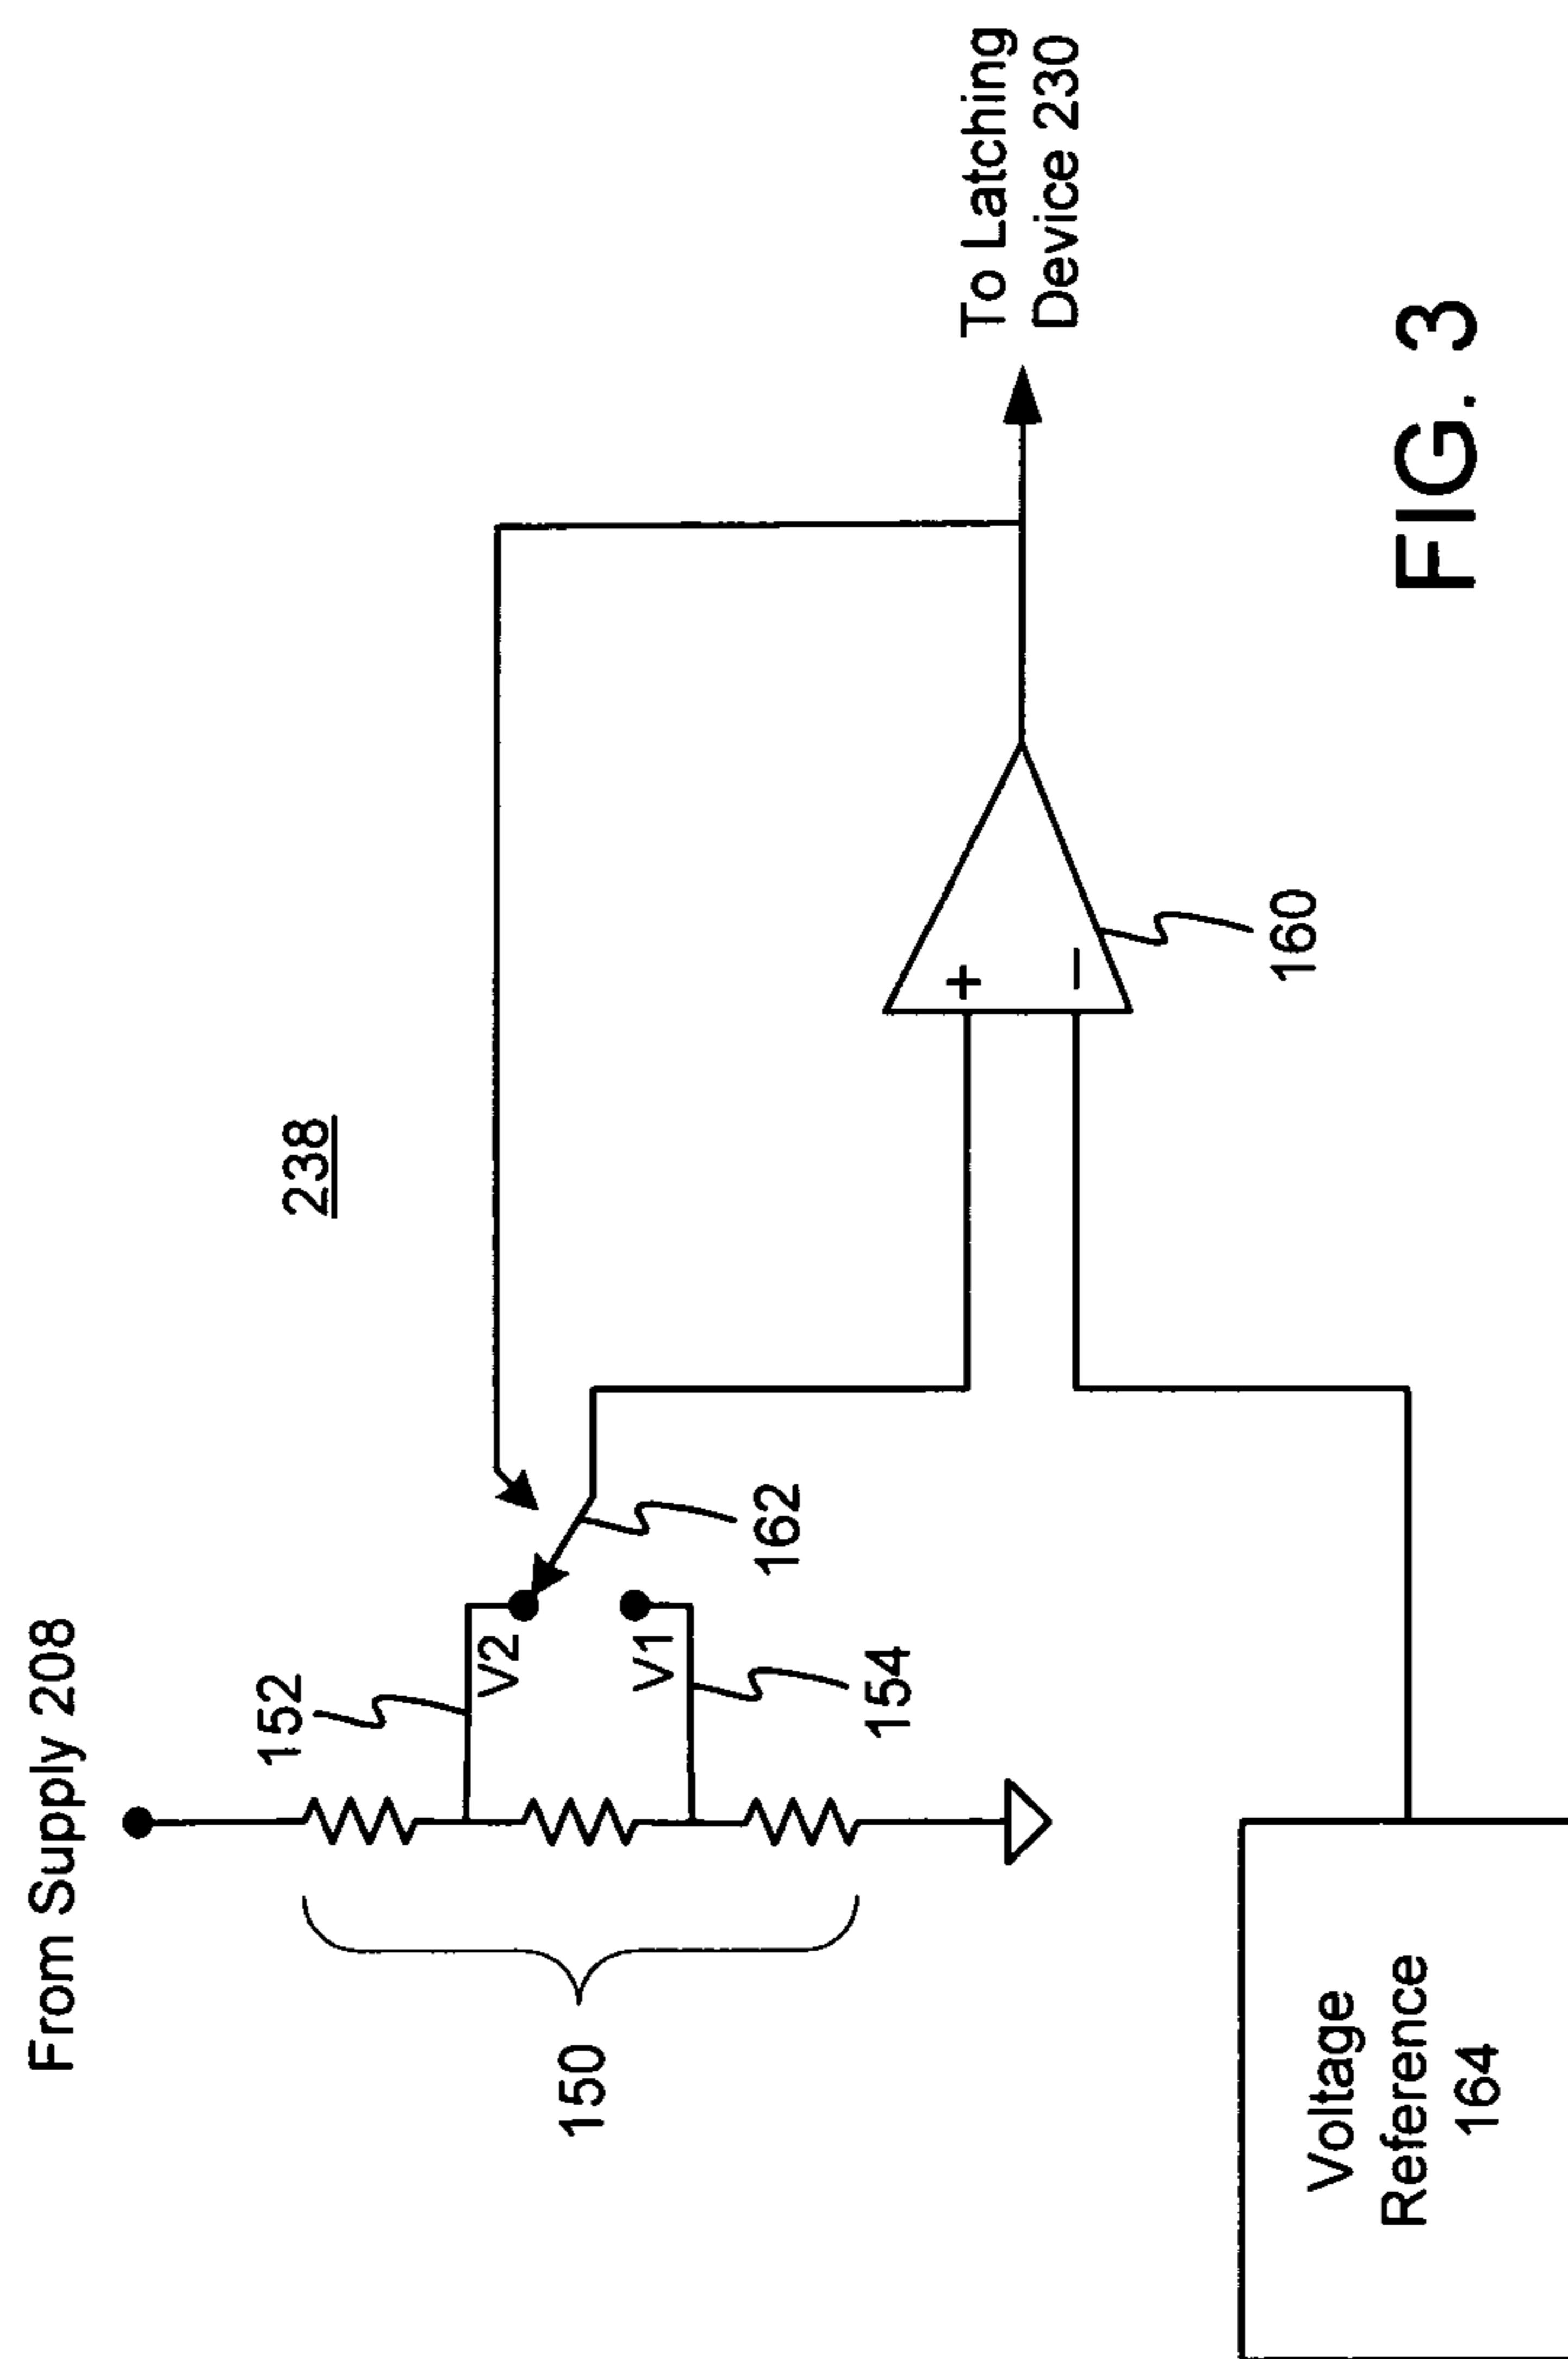 From Supply 208
238
152
V2
V1
162
150
154
To Latching
Device 230
+
−
160
Voltage
Reference
164
FIG. 3